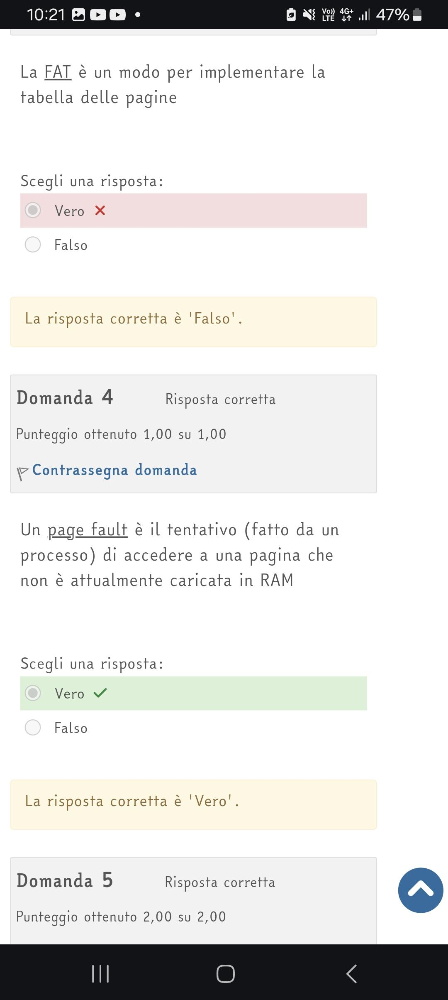 10:21
Vo))
LTE
4G+
47%
La FAT è un modo per implementare la
tabella delle pagine
Scegli una risposta:
Vero
Falso
La risposta corretta è 'Falso'.
Domanda 4
Risposta corretta
Punteggio ottenuto 1,00 su 1,00
Contrassegna domanda
Un page fault è il tentativo (fatto da un
processo) di accedere a una pagina che
non è attualmente caricata in RAM
Scegli una risposta:
Vero
Falso
La risposta corretta è 'Vero'.
Domanda 5
Risposta corretta
Punteggio ottenuto 2,00 su 2,00